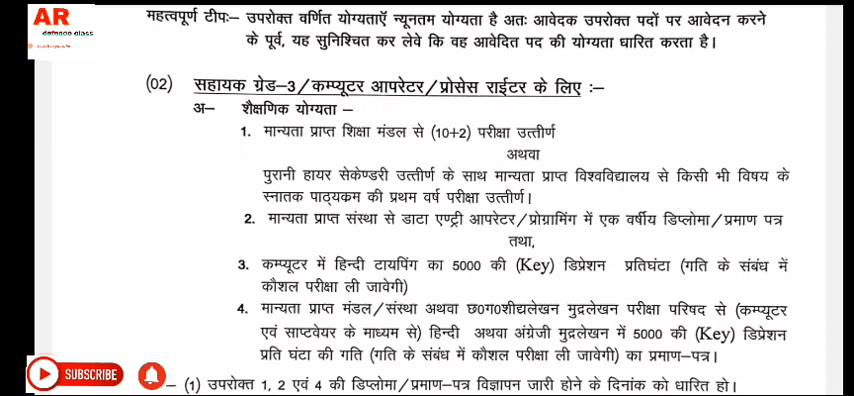 AR
defence class
महत्वपूर्ण टीपः– उपरोक्त वर्णित योग्यताऍं न्यूनतम योग्यता है अतः आवेदक उपरोक्त पदों पर आवेदन करने
के पूर्व, यह सुनिश्चित कर लेवे कि वह आवेदित पद की योग्यता धारित करता है।
(02) सहायक ग्रेड–3/कम्प्यूटर आपरेटर/प्रोसेस राईटर के लिए :–
अ– शैक्षणिक योग्यता –
1. मान्यता प्राप्त शिक्षा मंडल से (10+2) परीक्षा उत्तीर्ण
अथवा
पुरानी हायर सेकेण्डरी उत्तीर्ण के साथ मान्यता प्राप्त विश्वविद्यालय से किसी भी विषय के
स्नातक पाठ्यकम की प्रथम वर्ष परीक्षा उत्तीर्ण।
2. मान्यता प्राप्त संस्था से डाटा एण्ट्री आपरेटर/प्रोग्रामिंग में एक वर्षीय डिप्लोमा/प्रमाण पत्र
तथा,
3. कम्प्यूटर में हिन्दी टायपिंग का 5000 की (Key) डिप्रेशन प्रतिघंटा (गति के संबंध में
कौशल परीक्षा ली जावेगी)
4. मान्यता प्राप्त मंडल/संस्था अथवा छ0ग0शीघ्रलेखन मुद्रलेखन परीक्षा परिषद से (कम्प्यूटर
एवं साप्टवेयर के माध्यम से) हिन्दी अथवा अंग्रेजी मुद्रलेखन में 5000 की (Key) डिप्रेशन
प्रति घंटा की गति (गति के संबंध में कौशल परीक्षा ली जावेगी) का प्रमाण–पत्र।
SUBSCRIBE
– (1) उपरोक्त 1, 2 एवं 4 की डिप्लोमा/प्रमाण–पत्र विज्ञापन जारी होने के दिनांक को धारित हो।